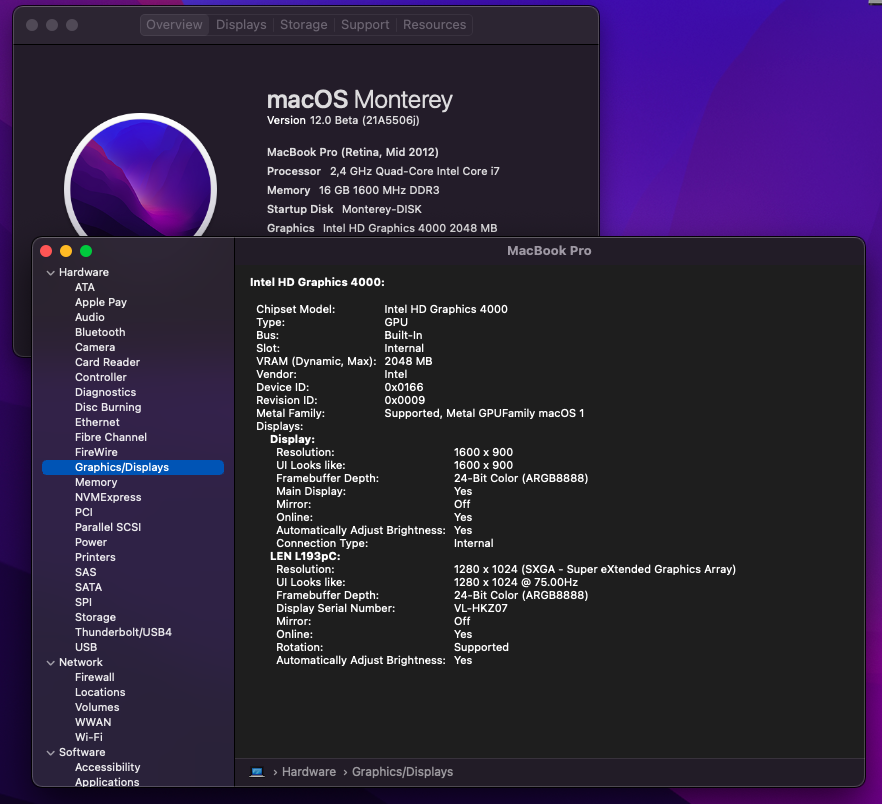 Overview Displays Storage Support Resources
macOS Monterey
Version 12.0 Beta (21A5506j)
MacBook Pro (Retina, Mid 2012)
Processor 2,4 GHz Quad-Core Intel Core i7
Memory 16 GB 1600 MHz DDR3
Startup Disk Monterey-DISK
Graphics Intel HD Graphics 4000 2048 MB
MacBook Pro
Hardware
ATA
Apple Pay
Audio
Bluetooth
Camera
Card Reader
Controller
Diagnostics
Disc Burning
Ethernet
Fibre Channel
FireWire
Graphics/Displays
Memory
NVMExpress
PCI
Parallel SCSI
Power
Printers
SAS
SATA
SPI
Storage
Thunderbolt/USB4
USB
Network
Firewall
Locations
Volumes
WWAN
Wi-Fi
Software
Accessibility
Applications
Intel HD Graphics 4000:
Chipset Model: Intel HD Graphics 4000
Type: GPU
Bus: Built-In
Slot: Internal
VRAM (Dynamic, Max): 2048 MB
Vendor: Intel
Device ID: 0x0166
Revision ID: 0x0009
Metal Family: Supported, Metal GPUFamily macOS 1
Displays:
Display:
Resolution: 1600 x 900
UI Looks like: 1600 x 900
Framebuffer Depth: 24-Bit Color (ARGB8888)
Main Display: Yes
Mirror: Off
Online: Yes
Automatically Adjust Brightness: Yes
Connection Type: Internal
LEN L193pC:
Resolution: 1280 x 1024 (SXGA - Super eXtended Graphics Array)
UI Looks like: 1280 x 1024 @ 75.00Hz
Framebuffer Depth: 24-Bit Color (ARGB8888)
Display Serial Number: VL-HKZ07
Mirror: Off
Online: Yes
Rotation: Supported
Automatically Adjust Brightness: Yes
› Hardware › Graphics/Displays